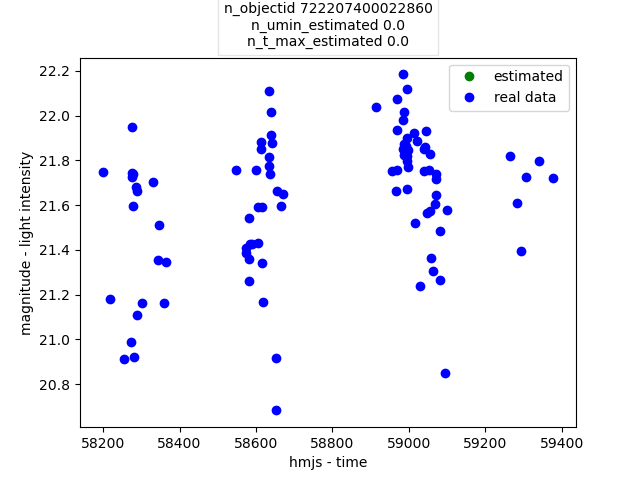 n_objectid 722207400022860
n_umin_estimated 0.0
n_t_max_estimated 0.0
estimated
real data
22.2
22.0
21.8
21.6
21.4
21.2
21.0
20.8
magnitude - light intensity
58200 58400 58600 58800 59000 59200 59400
hmjs - time